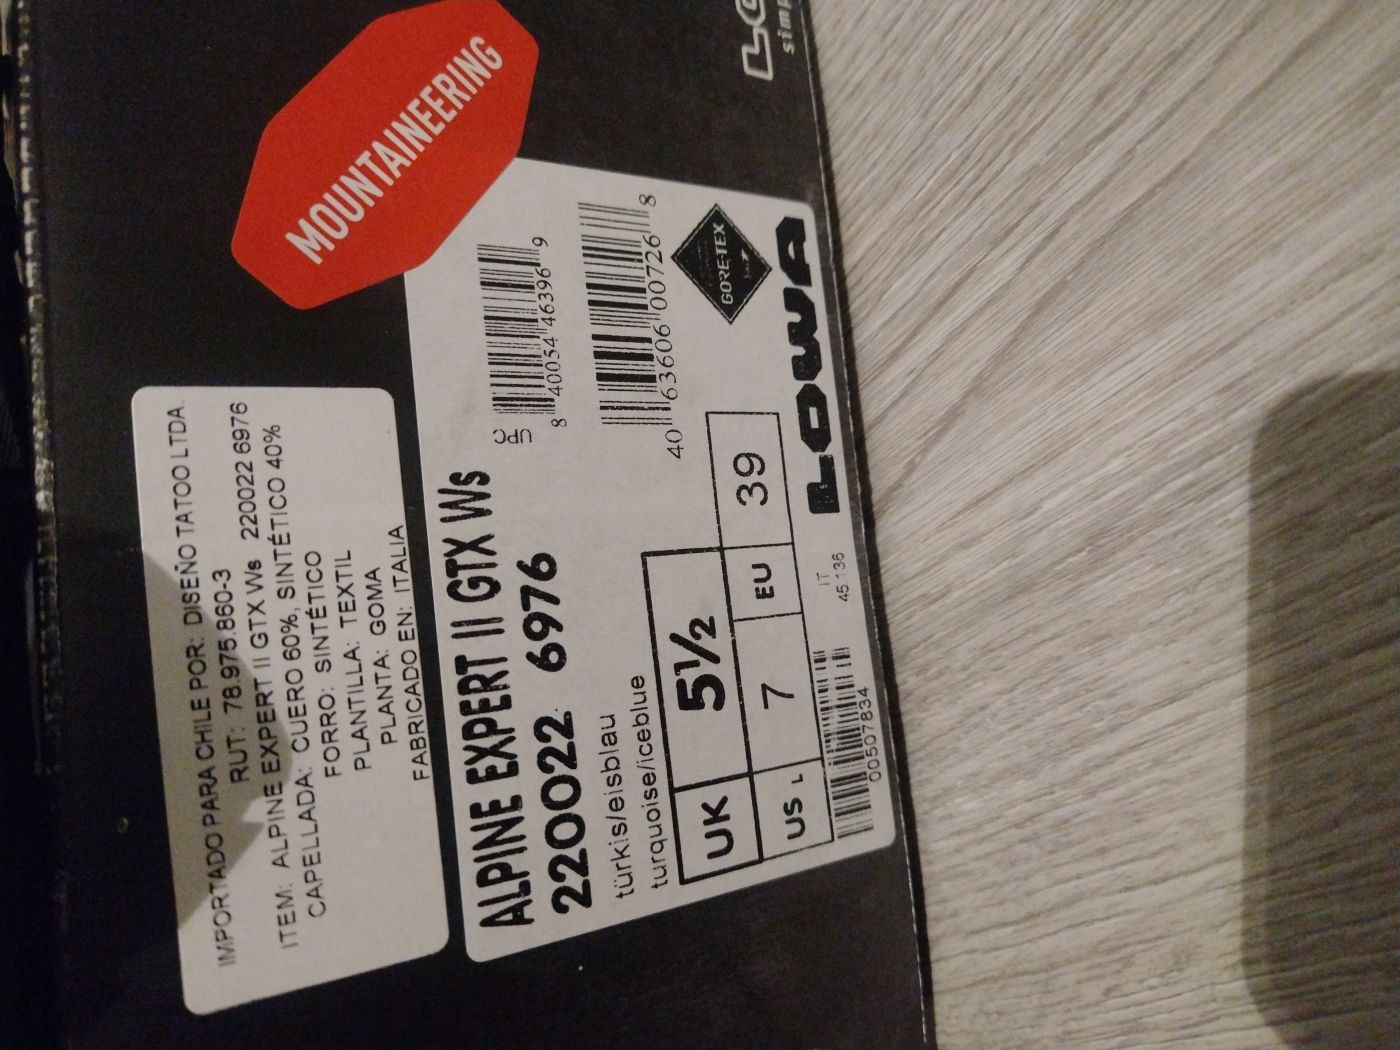 IMPORTADO PARA CHILE POR: DISEÑO TATOO LTDA.
RUT: 78.975.860-3
ITEM: ALPINE EXPERT II GTX Ws 220022 6976
CAPELLADA: CUERO 60%, SINTÉTICO 40%
FORRO: SINTÉTICO
PLANTILLA: TEXTIL
PLANTA: GOMA
FABRICADO EN: ITALIA
MOUNTAINEERING
ALPINE EXPERT II GTX Ws
220022 6976
türkis/eisblau
turquoise/iceblue
UPC
8 40054 46396 9
40 63606 00726 8
GORE-TEX
UK 5½
US L 7 EU 39
00507834
IT
45.136
LOWA